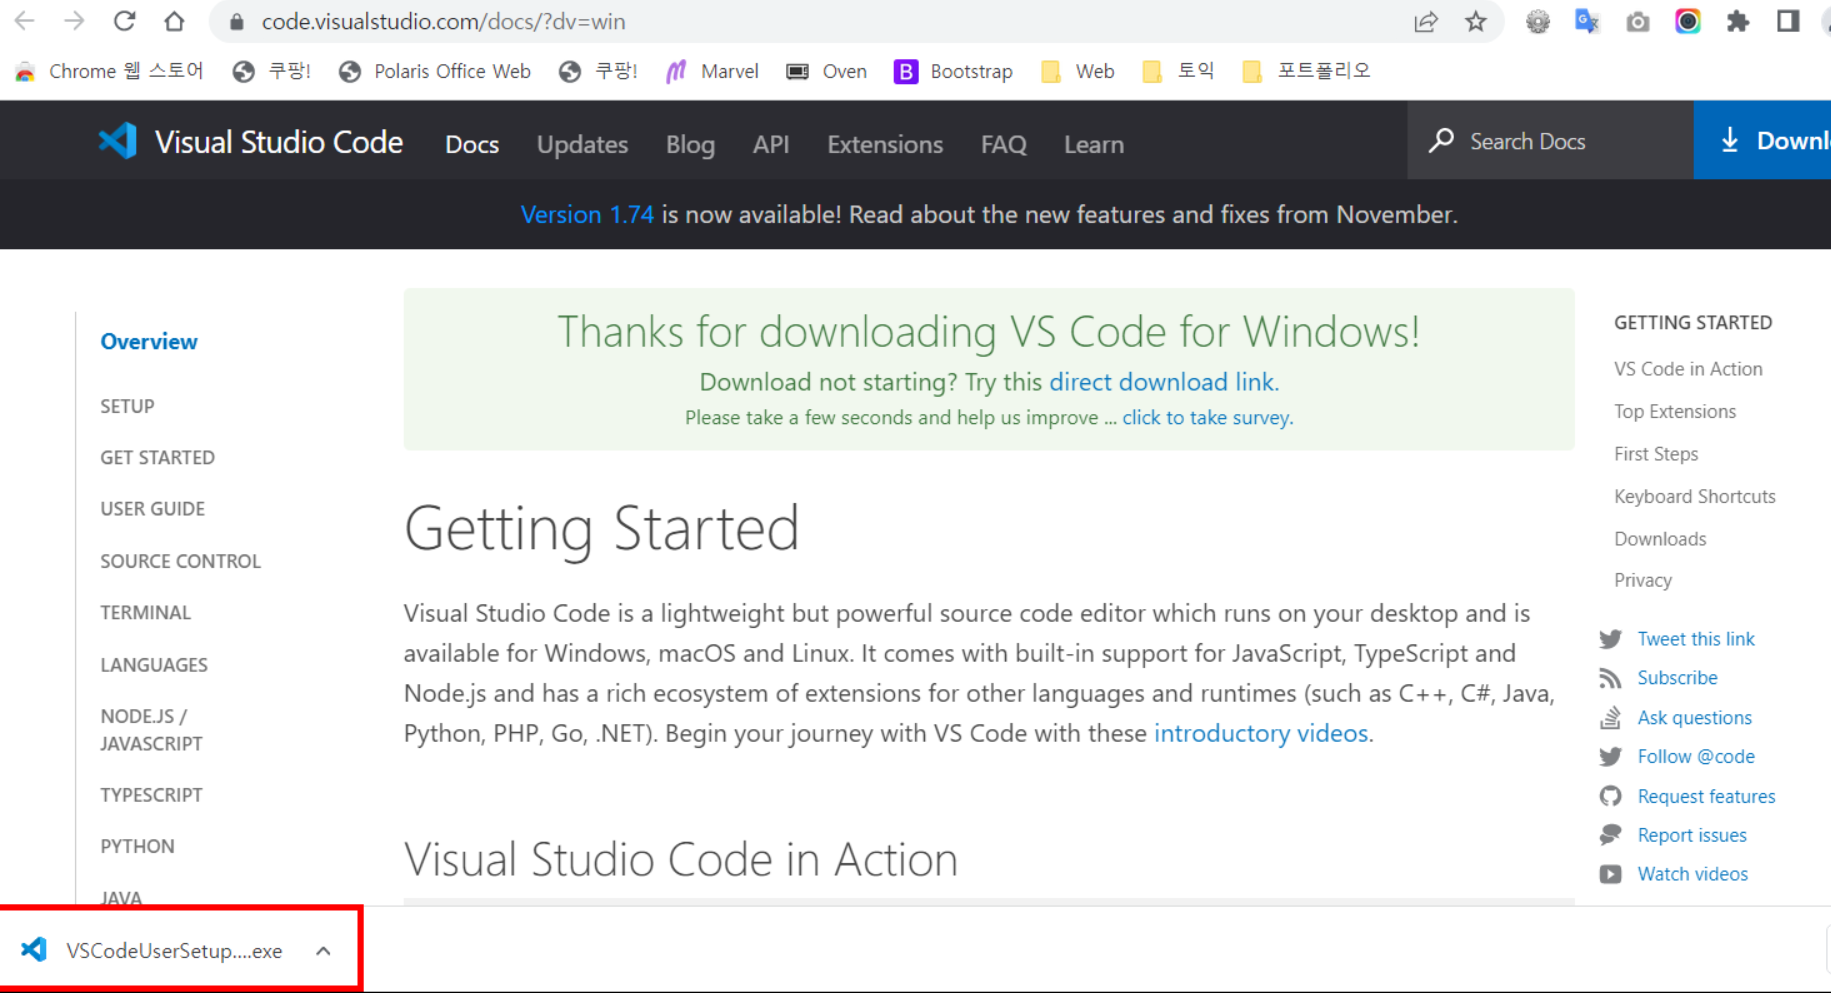 code.visualstudio.com/docs/?dv=win
Chrome 웹 스토어 쿠팡! Polaris Office Web 쿠팡! Marvel Oven B Bootstrap Web 토익 포트폴리오
Visual Studio Code Docs Updates Blog API Extensions FAQ Learn Search Docs Downl
Version 1.74 is now available! Read about the new features and fixes from November.
Overview
SETUP
GET STARTED
USER GUIDE
SOURCE CONTROL
TERMINAL
LANGUAGES
NODE.JS /
JAVASCRIPT
TYPESCRIPT
PYTHON
JAVA
Thanks for downloading VS Code for Windows!
Download not starting? Try this direct download link.
Please take a few seconds and help us improve ... click to take survey.
Getting Started
Visual Studio Code is a lightweight but powerful source code editor which runs on your desktop and is
available for Windows, macOS and Linux. It comes with built-in support for JavaScript, TypeScript and
Node.js and has a rich ecosystem of extensions for other languages and runtimes (such as C++, C#, Java,
Python, PHP, Go, .NET). Begin your journey with VS Code with these introductory videos.
Visual Studio Code in Action
GETTING STARTED
VS Code in Action
Top Extensions
First Steps
Keyboard Shortcuts
Downloads
Privacy
Tweet this link
Subscribe
Ask questions
Follow @code
Request features
Report issues
Watch videos
VSCodeUserSetup....exe